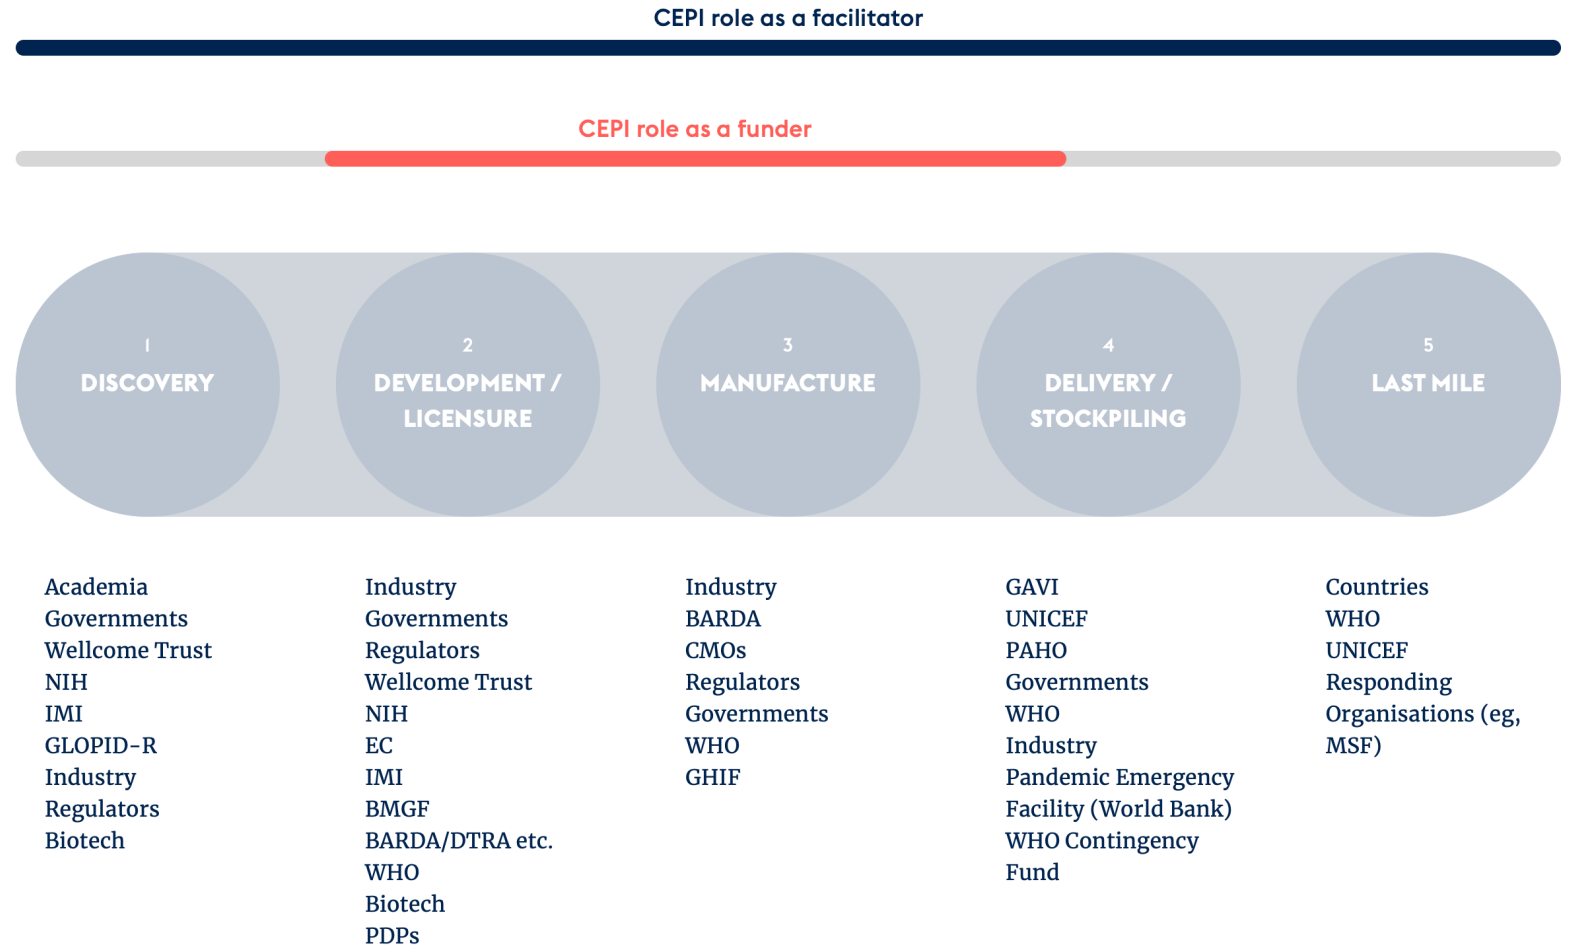 CEPI role as a facilitator
CEPI role as a funder
1
DISCOVERY
2
DEVELOPMENT /
LICENSURE
3
MANUFACTURE
4
DELIVERY /
STOCKPILING
5
LAST MILE
Academia
Governments
Wellcome Trust
NIH
IMI
GLOPID-R
Industry
Regulators
Biotech
Industry
Governments
Regulators
Wellcome Trust
NIH
EC
IMI
BMGF
BARDA/DTRA etc.
WHO
Biotech
PDPs
Industry
BARDA
CMOs
Regulators
Governments
WHO
GHIF
GAVI
UNICEF
PAHO
Governments
WHO
Industry
Pandemic Emergency
Facility (World Bank)
WHO Contingency
Fund
Countries
WHO
UNICEF
Responding
Organisations (eg,
MSF)